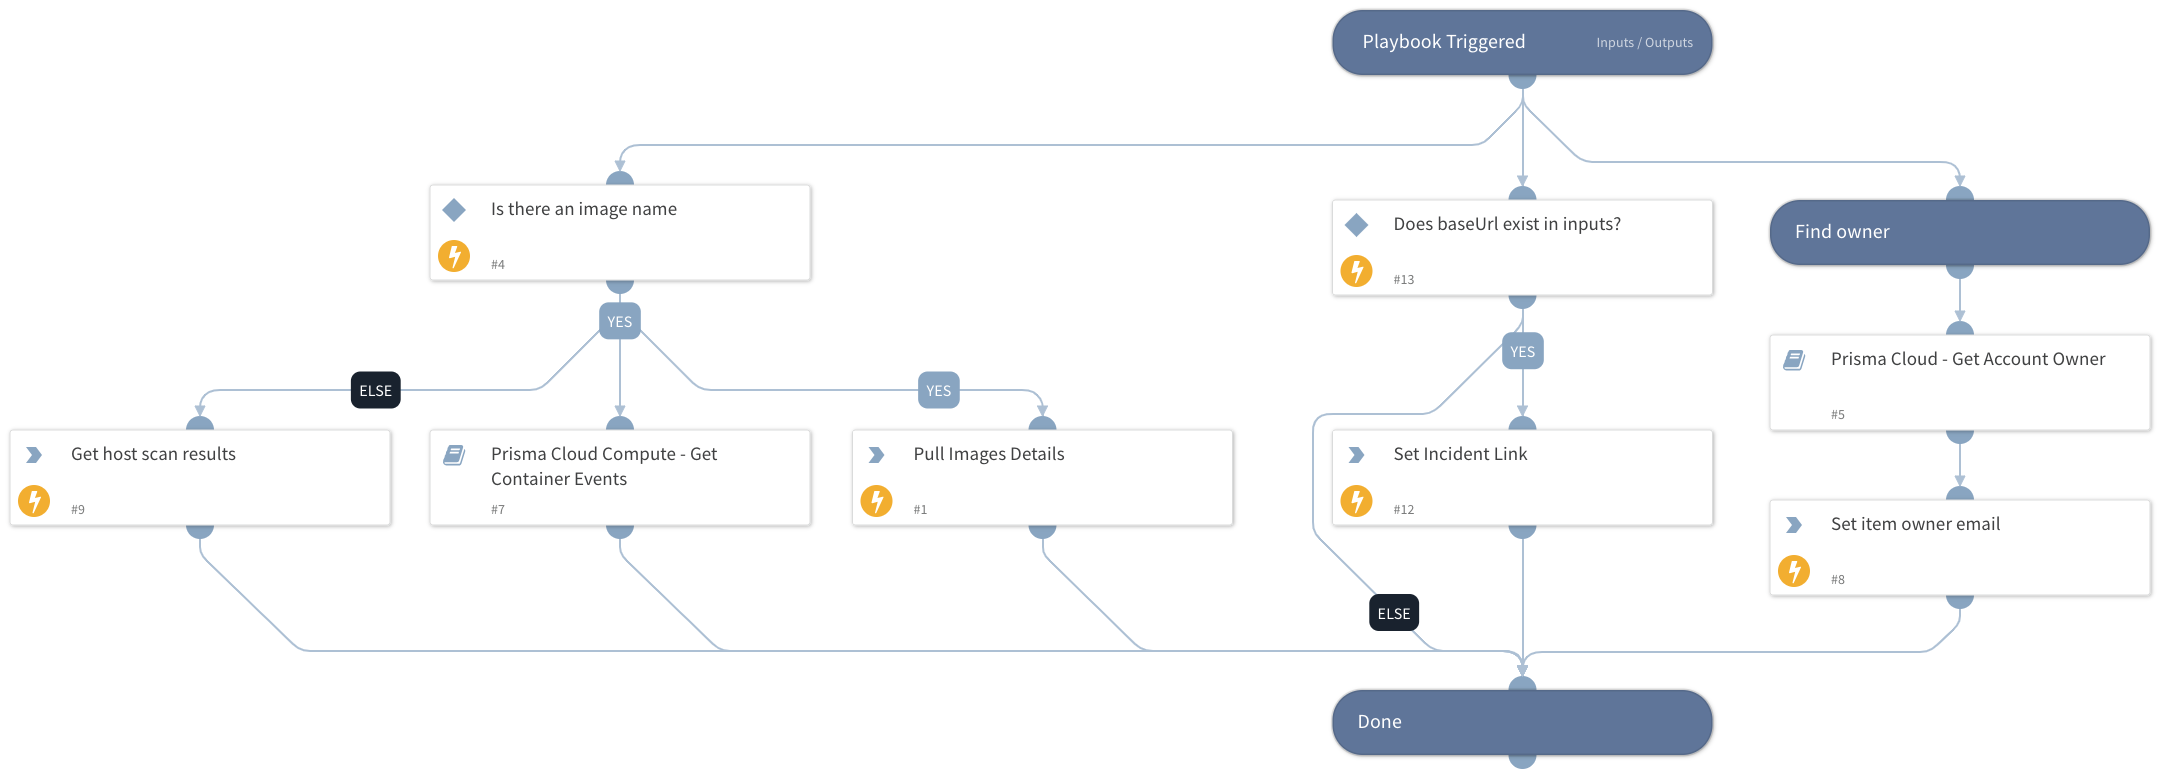 Playbook Triggered
Inputs / Outputs
Is there an image name
#4
Does baseUrl exist in inputs?
#13
Find owner
YES
YES
Prisma Cloud - Get Account Owner
#5
ELSE
YES
Get host scan results
#9
Prisma Cloud Compute - Get
Container Events
#7
Pull Images Details
#1
Set Incident Link
#12
Set item owner email
#8
ELSE
Done